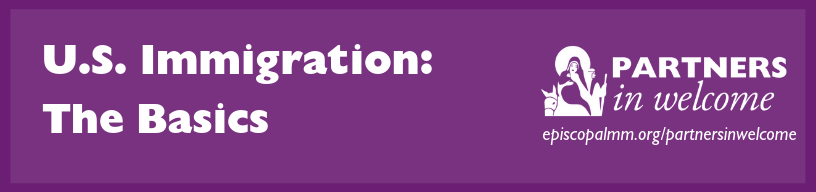 U.S. Immigration:
The Basics
PARTNERS
in welcome
episcopalmm.org/partnersinwelcome